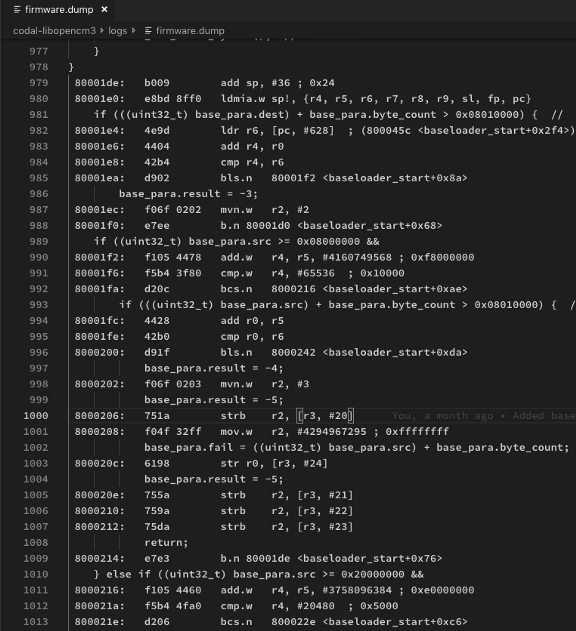 firmware.dump ×
codal-libopencm3 > logs > firmware.dump
977 }
978 }
979 80001de: b009 add sp, #36 ; 0x24
980 80001e0: e8bd 8ff0 ldmia.w sp!, {r4, r5, r6, r7, r8, r9, sl, fp, pc}
981 if (((uint32_t) base_para.dest) + base_para.byte_count > 0x08010000) { //
982 80001e4: 4e9d ldr r6, [pc, #628] ; (800045c <baseloader_start+0x2f4>)
983 80001e6: 4404 add r4, r0
984 80001e8: 42b4 cmp r4, r6
985 80001ea: d902 bls.n 80001f2 <baseloader_start+0x8a>
986 base_para.result = -3;
987 80001ec: f06f 0202 mvn.w r2, #2
988 80001f0: e7ee b.n 80001d0 <baseloader_start+0x68>
989 if ((uint32_t) base_para.src >= 0x08000000 &&
990 80001f2: f105 4478 add.w r4, r5, #4160749568 ; 0xf8000000
991 80001f6: f5b4 3f80 cmp.w r4, #65536 ; 0x10000
992 80001fa: d20c bcs.n 8000216 <baseloader_start+0xae>
993 if (((uint32_t) base_para.src) + base_para.byte_count > 0x08010000) { /
994 80001fc: 4428 add r0, r5
995 80001fe: 42b0 cmp r0, r6
996 8000200: d91f bls.n 8000242 <baseloader_start+0xda>
997 base_para.result = -4;
998 8000202: f06f 0203 mvn.w r2, #3
999 base_para.result = -5;
1000 8000206: 751a strb r2, [r3, #20] You, a month ago • Added base
1001 8000208: f04f 32ff mov.w r2, #4294967295 ; 0xffffffff
1002 base_para.fail = ((uint32_t) base_para.src) + base_para.byte_count;
1003 800020c: 6198 str r0, [r3, #24]
1004 base_para.result = -5;
1005 800020e: 755a strb r2, [r3, #21]
1006 8000210: 759a strb r2, [r3, #22]
1007 8000212: 75da strb r2, [r3, #23]
1008 return;
1009 8000214: e7e3 b.n 80001de <baseloader_start+0x76>
1010 } else if ((uint32_t) base_para.src >= 0x20000000 &&
1011 8000216: f105 4460 add.w r4, r5, #3758096384 ; 0xe0000000
1012 800021a: f5b4 4fa0 cmp.w r4, #20480 ; 0x5000
1013 800021e: d206 bcs.n 800022e <baseloader_start+0xc6>